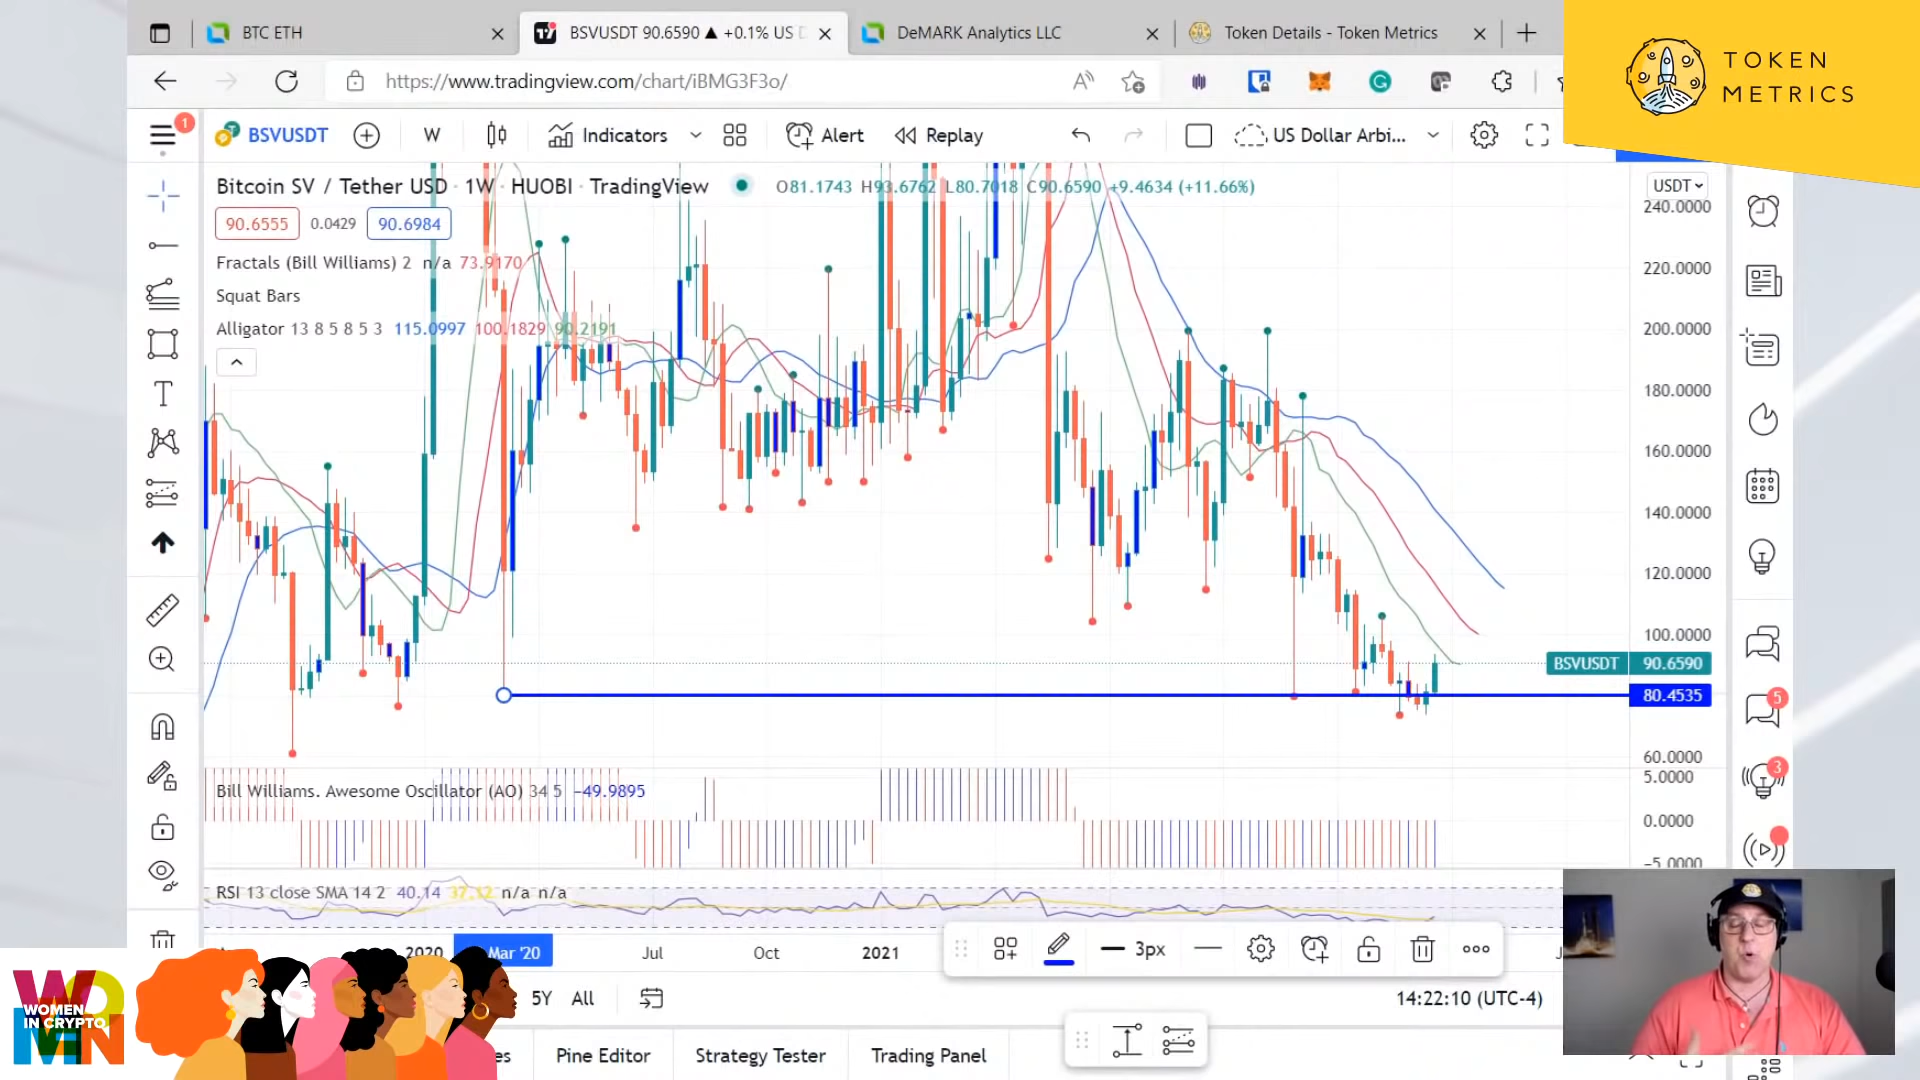 BTC ETH
BSVUSDT 90.6590 ▲ +0.1% US D
DeMARK Analytics LLC
Token Details - Token Metrics
TOKEN
METRICS
https://www.tradingview.com/chart/iBMG3F3o/
1
BSVUSDT
W
Indicators
Alert
Replay
US Dollar Arbi...
Bitcoin SV / Tether USD · 1W · HUOBI · TradingView
O81.1743 H93.6762 L80.7018 C90.6590 +9.4634 (+11.66%)
USDT
90.6555
0.0429
90.6984
Fractals (Bill Williams) 2 n/a 73.9170
Squat Bars
Alligator 13 8 5 8 5 3 115.0997 100.1829 90.2191
240.0000
220.0000
200.0000
180.0000
160.0000
140.0000
120.0000
100.0000
BSVUSDT 90.6590
80.4535
60.0000
5
3
Bill Williams. Awesome Oscillator (AO) 34 5 −49.9895
5.0000
0.0000
−5.0000
RSI 13 close SMA 14 2 40.14 37.12 n/a n/a
2020
Mar '20
Jul
Oct
2021
3px
5Y
All
14:22:10 (UTC-4)
Pine Editor
Strategy Tester
Trading Panel
WOMEN
WOMEN
IN CRYPTO